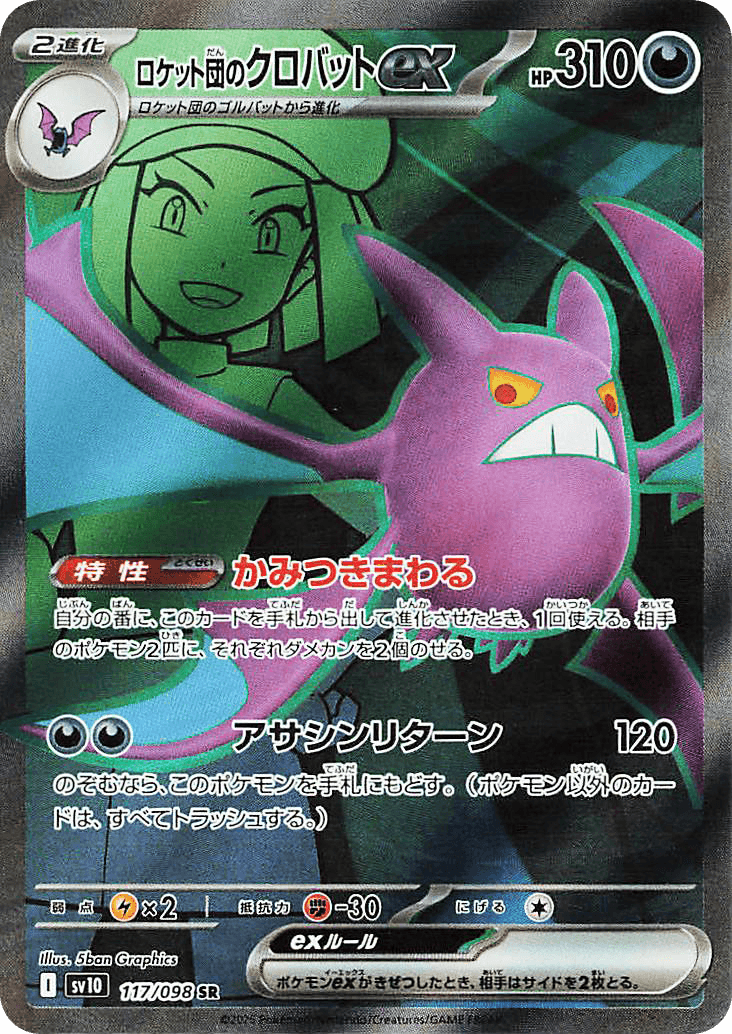 2進化
ロケット団のクロバットex
HP310
ロケット団のゴルバットから進化
特性
かみつきまわる
自分の番に、このカードを手札から出して進化させたとき、1回使える。相手
のポケモン2匹に、それぞれダメカンを2個のせる。
アサシンリターン 120
のぞむなら、このポケモンを手札にもどす。(ポケモン以外のカー
ドは、すべてトラッシュする。)
弱点 ×2 抵抗力 -30 にげる
exルール
ポケモンexがきぜつしたとき、相手はサイドを2枚とる。
Illus. 5ban Graphics
I sv10 117/098 SR
©2025 Pokémon/Nintendo/Creatures/GAME FREAK